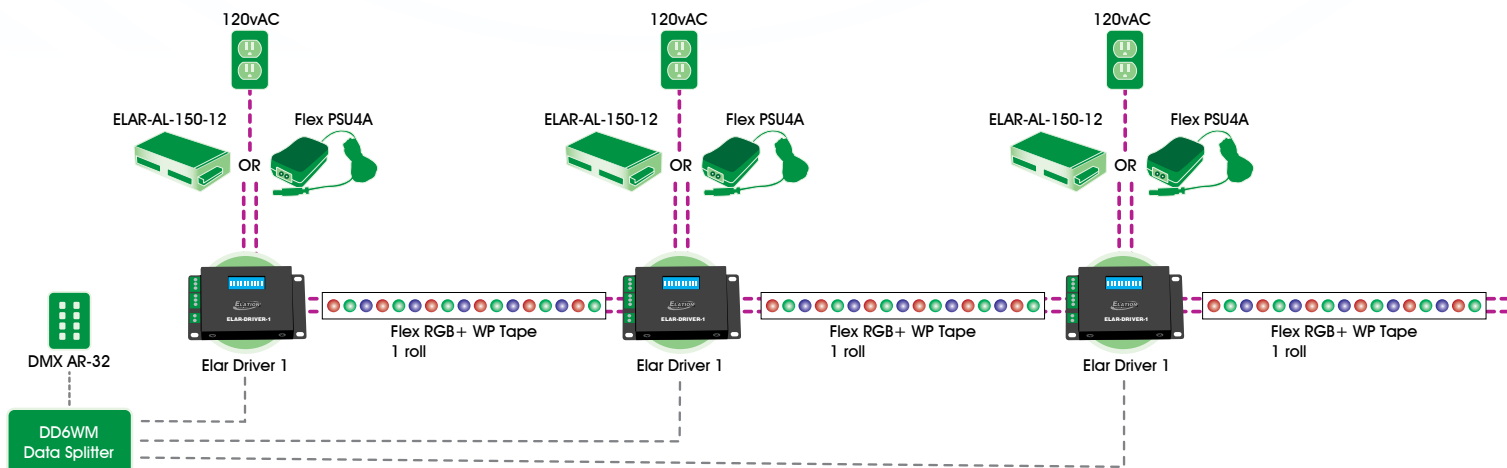 120vAC
120vAC
120vAC
ELAR-AL-150-12
Flex PSU4A
ELAR-AL-150-12
Flex PSU4A
ELAR-AL-150-12
Flex PSU4A
OR
OR
OR
ELATION
ELAR-DRIVER-1
ELATION
ELAR-DRIVER-1
ELATION
ELAR-DRIVER-1
Flex RGB+ WP Tape
1 roll
Flex RGB+ WP Tape
1 roll
Flex RGB+ WP Tape
1 roll
DMX AR-32
Elar Driver 1
Elar Driver 1
Elar Driver 1
DD6WM
Data Splitter